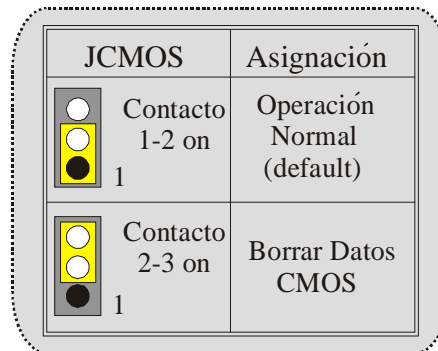 JCMOS
Asignación
Contacto
1-2 on
1
Operación
Normal
(default)
Contacto
2-3 on
1
Borrar Datos
CMOS